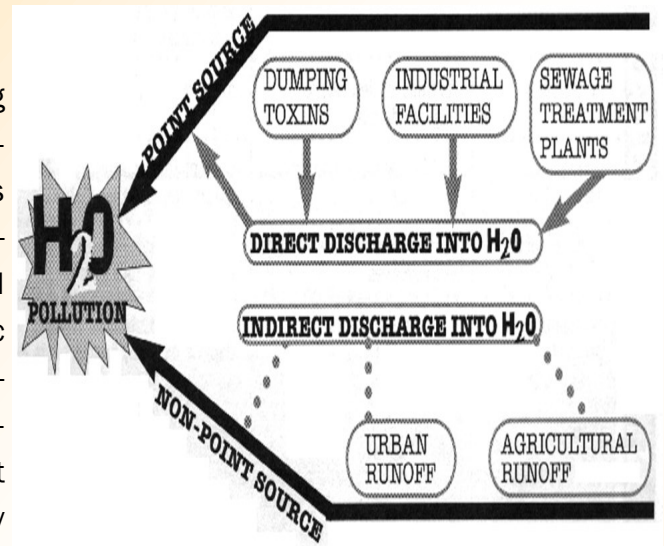 POINT SOURCE
DUMPING
TOXINS
INDUSTRIAL
FACILITIES
SEWAGE
TREATMENT
PLANTS
H2O
POLLUTION
DIRECT DISCHARGE INTO H2O
INDIRECT DISCHARGE INTO H2O
NON-POINT SOURCE
URBAN
RUNOFF
AGRICULTURAL
RUNOFF